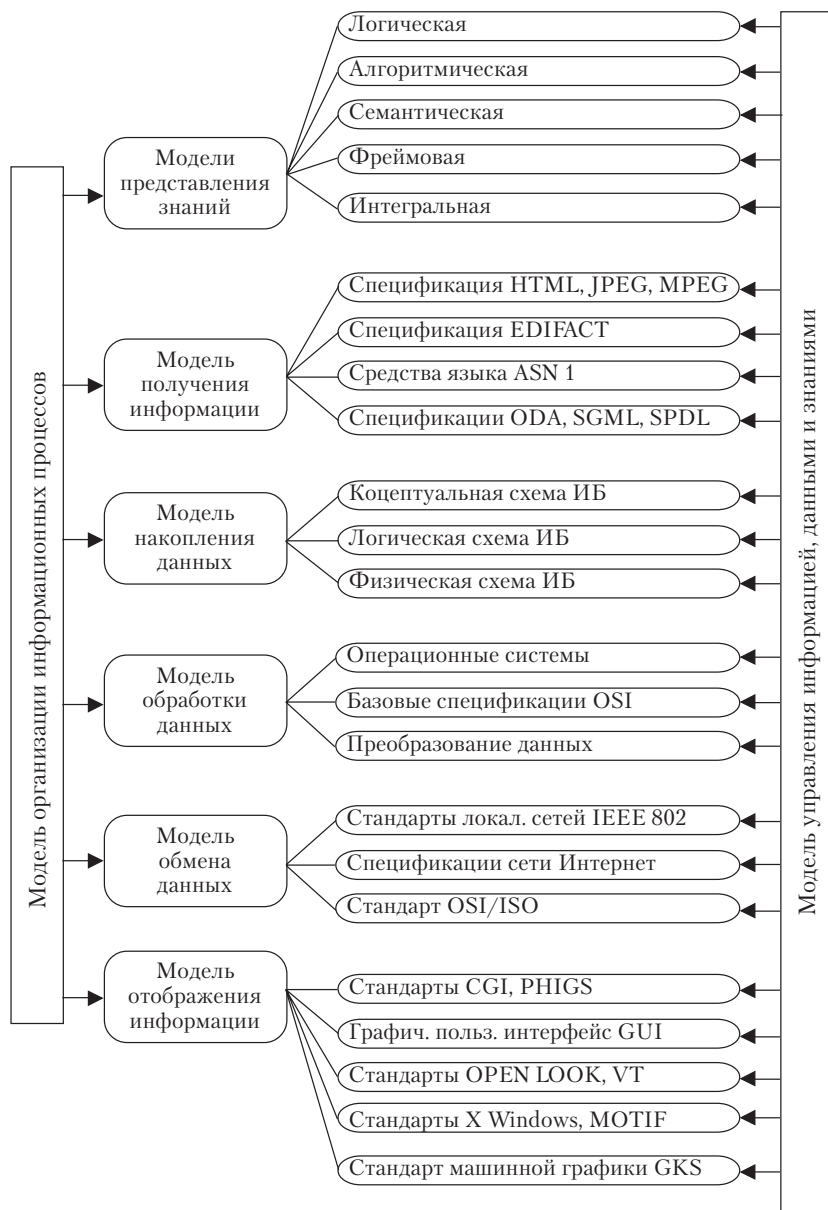 Модель организации информационных процессов
Модели
представления
знаний
Логическая
Алгоритмическая
Семантическая
Фреймовая
Интегральная
Модель
получения
информации
Спецификация HTML, JPEG, MPEG
Спецификация EDIFACT
Средства языка ASN 1
Спецификации ODA, SGML, SPDL
Модель
накопления
данных
Коцептуальная схема ИБ
Логическая схема ИБ
Физическая схема ИБ
Модель
обработки
данных
Операционные системы
Базовые спецификации OSI
Преобразование данных
Модель
обмена
данных
Стандарты локал. сетей IEEE 802
Спецификации сети Интернет
Стандарт OSI/ISO
Модель
отображения
информации
Стандарты CGI, PHIGS
Графич. польз. интерфейс GUI
Стандарты OPEN LOOK, VT
Стандарты X Windows, MOTIF
Стандарт машинной графики GKS
Модель управления информацией, данными и знаниями